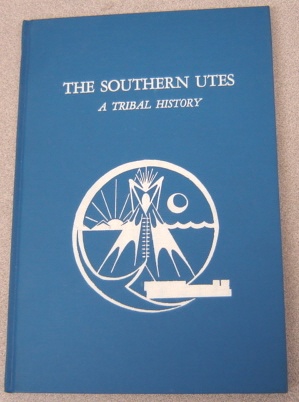 THE SOUTHERN UTES
A TRIBAL HISTORY